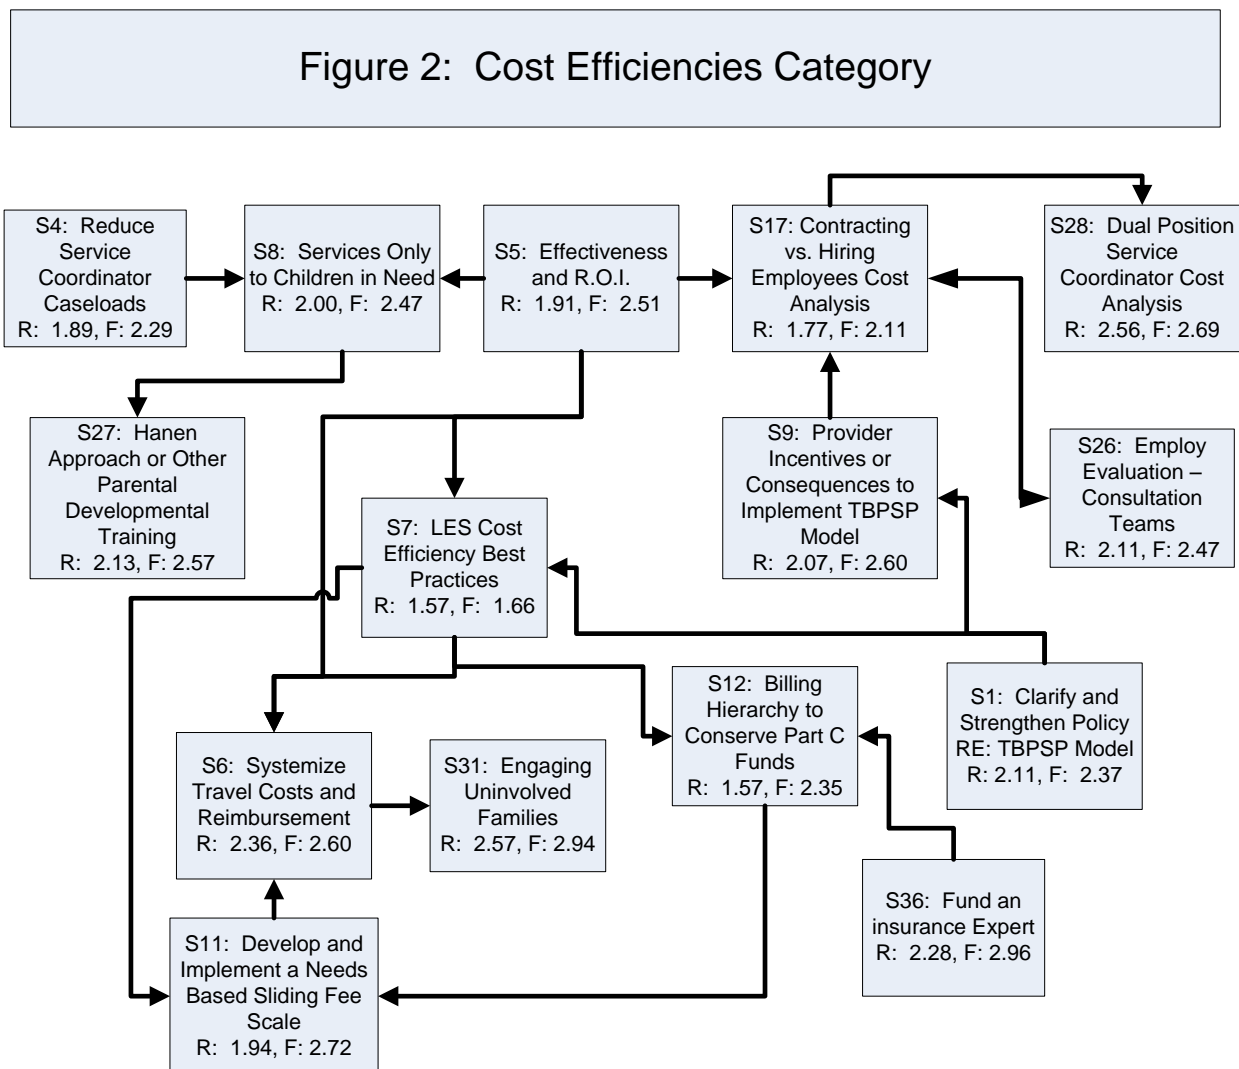 Figure 2: Cost Efficiencies Category
S4: Reduce
Service
Coordinator
Caseloads
R: 1.89, F: 2.29
S8: Services Only
to Children in Need
R: 2.00, F: 2.47
S5: Effectiveness
and R.O.I.
R: 1.91, F: 2.51
S17: Contracting
vs. Hiring
Employees Cost
Analysis
R: 1.77, F: 2.11
S28: Dual Position
Service
Coordinator Cost
Analysis
R: 2.56, F: 2.69
S27: Hanen
Approach or Other
Parental
Developmental
Training
R: 2.13, F: 2.57
S7: LES Cost
Efficiency Best
Practices
R: 1.57, F: 1.66
S9: Provider
Incentives or
Consequences to
Implement TBPSP
Model
R: 2.07, F: 2.60
S26: Employ
Evaluation –
Consultation
Teams
R: 2.11, F: 2.47
S6: Systemize
Travel Costs and
Reimbursement
R: 2.36, F: 2.60
S31: Engaging
Uninvolved
Families
R: 2.57, F: 2.94
S12: Billing
Hierarchy to
Conserve Part C
Funds
R: 1.57, F: 2.35
S1: Clarify and
Strengthen Policy
RE: TBPSP Model
R: 2.11, F: 2.37
S11: Develop and
Implement a Needs
Based Sliding Fee
Scale
R: 1.94, F: 2.72
S36: Fund an
insurance Expert
R: 2.28, F: 2.96